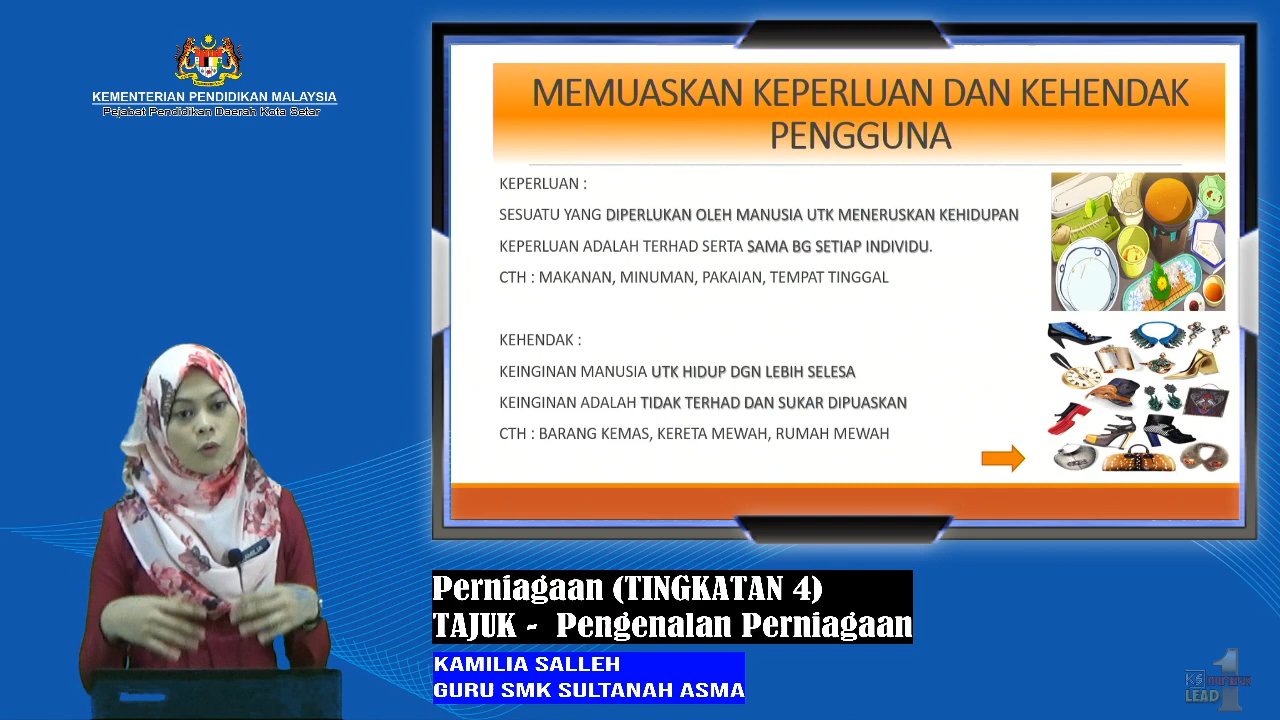 KEMENTERIAN PENDIDIKAN MALAYSIA
Pejabat Pendidikan Daerah Kota Setar
MEMUASKAN KEPERLUAN DAN KEHENDAK
PENGGUNA
KEPERLUAN :
SESUATU YANG DIPERLUKAN OLEH MANUSIA UTK MENERUSKAN KEHIDUPAN
KEPERLUAN ADALAH TERHAD SERTA SAMA BG SETIAP INDIVIDU.
CTH : MAKANAN, MINUMAN, PAKAIAN, TEMPAT TINGGAL
KEHENDAK :
KEINGINAN MANUSIA UTK HIDUP DGN LEBIH SELESA
KEINGINAN ADALAH TIDAK TERHAD DAN SUKAR DIPUASKAN
CTH : BARANG KEMAS, KERETA MEWAH, RUMAH MEWAH
Perniagaan (TINGKATAN 4)
TAJUK - Pengenalan Perniagaan
KAMILIA SALLEH
GURU SMK SULTANAH ASMA
KS
LEAD 1